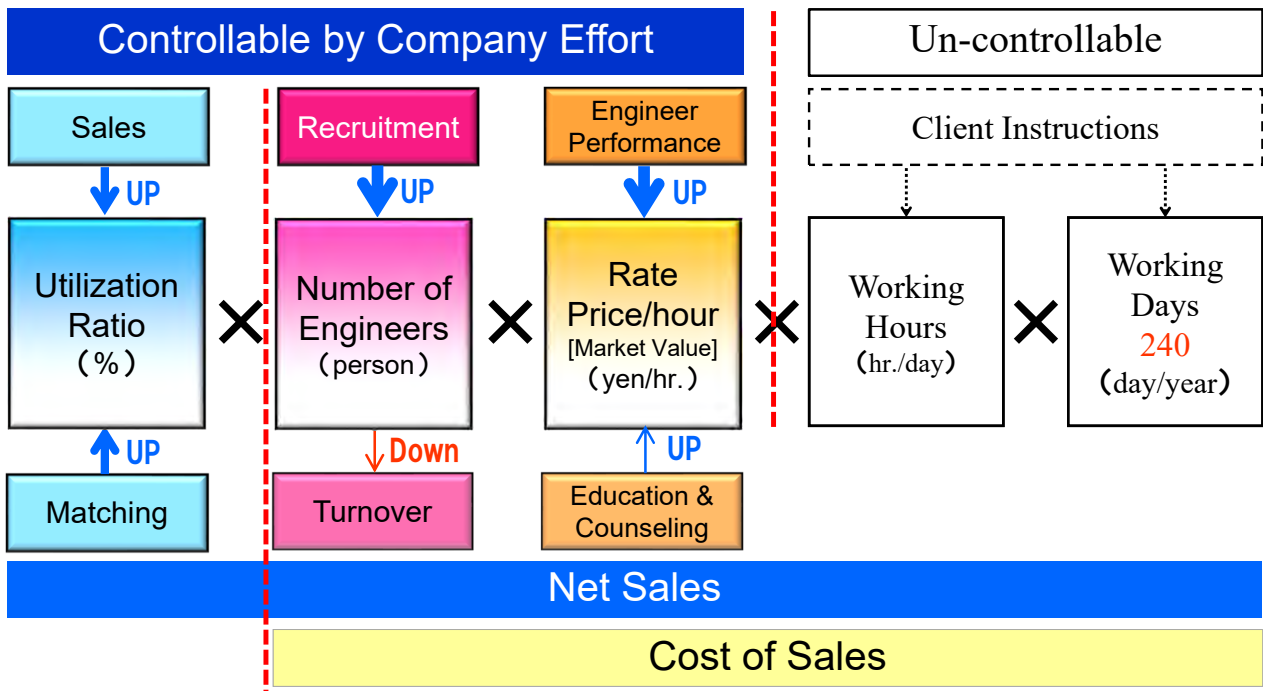 Controllable by Company Effort
Un-controllable
Sales
Recruitment
Engineer
Performance
Client Instructions
UP
UP
UP
Utilization
Ratio
(%)
×
Number of
Engineers
(person)
×
Rate
Price/hour
[Market Value]
(yen/hr.)
×
Working
Hours
(hr./day)
×
Working
Days
240
(day/year)
UP
Down
UP
Matching
Turnover
Education &
Counseling
Net Sales
Cost of Sales